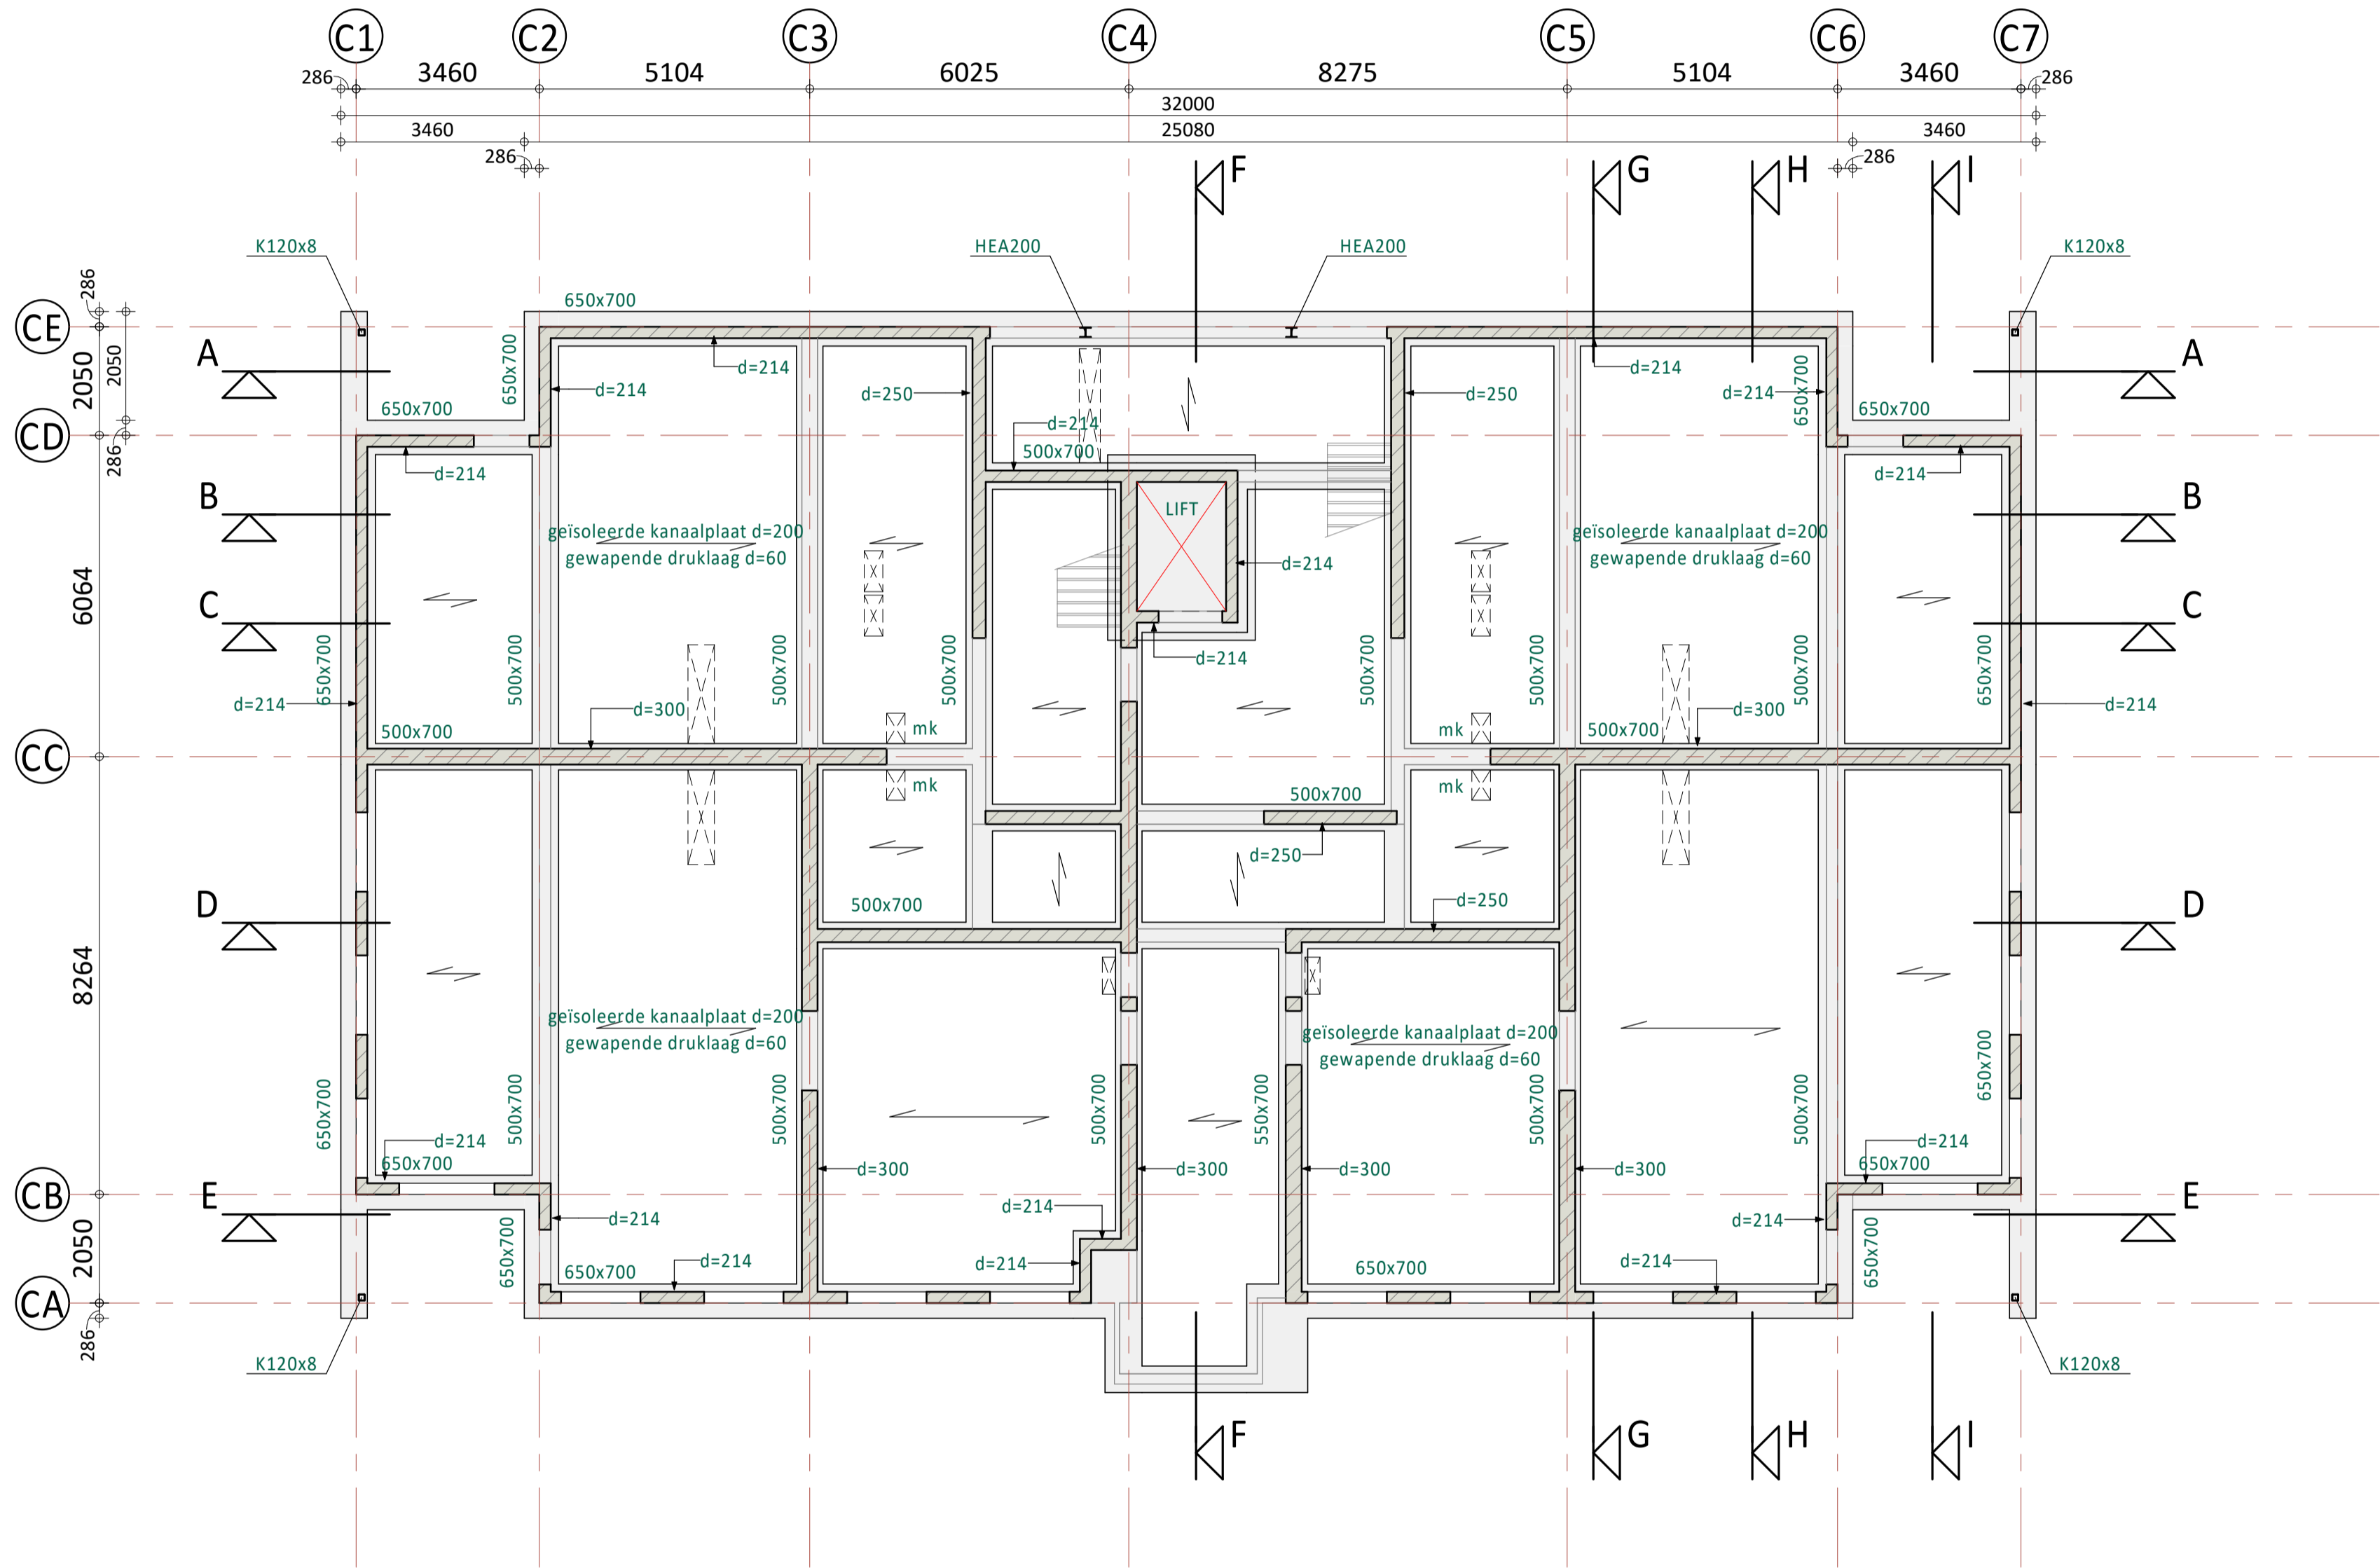 C1 C2 C3 C4 C5 C6 C7
286 3460 5104 6025 8275 5104 3460 286
32000
3460 25080 3460
286 286
F G H I
K120x8 HEA200 HEA200 K120x8
286
CE
650x700
2050 2050
A A
650x700 d=214 d=214 d=250 d=250 d=214 d=214 650x700
650x700 650x700
d=214
CD
286
500x700
d=214 d=214
B B
LIFT
geïsoleerde kanaalplaat d=200
gewapende druklaag d=60
geïsoleerde kanaalplaat d=200
gewapende druklaag d=60
d=214
6064
C C
d=214
650x700 500x700 500x700 500x700 500x700 500x700 500x700 650x700
d=214 d=300 d=300 d=214
500x700 mk mk 500x700
CC
mk mk
500x700
d=250
D D
500x700 d=250
8264
geïsoleerde kanaalplaat d=200
gewapende druklaag d=60
geïsoleerde kanaalplaat d=200
gewapende druklaag d=60
650x700 500x700 500x700 500x700 550x700 500x700 500x700 650x700
d=214 d=214
650x700 650x700
d=300 d=300 d=300 d=300
CB
E E
d=214 d=214 d=214
2050
650x700 650x700
d=214 d=214 d=214
650x700 650x700
CA
286
K120x8 K120x8
F G H I